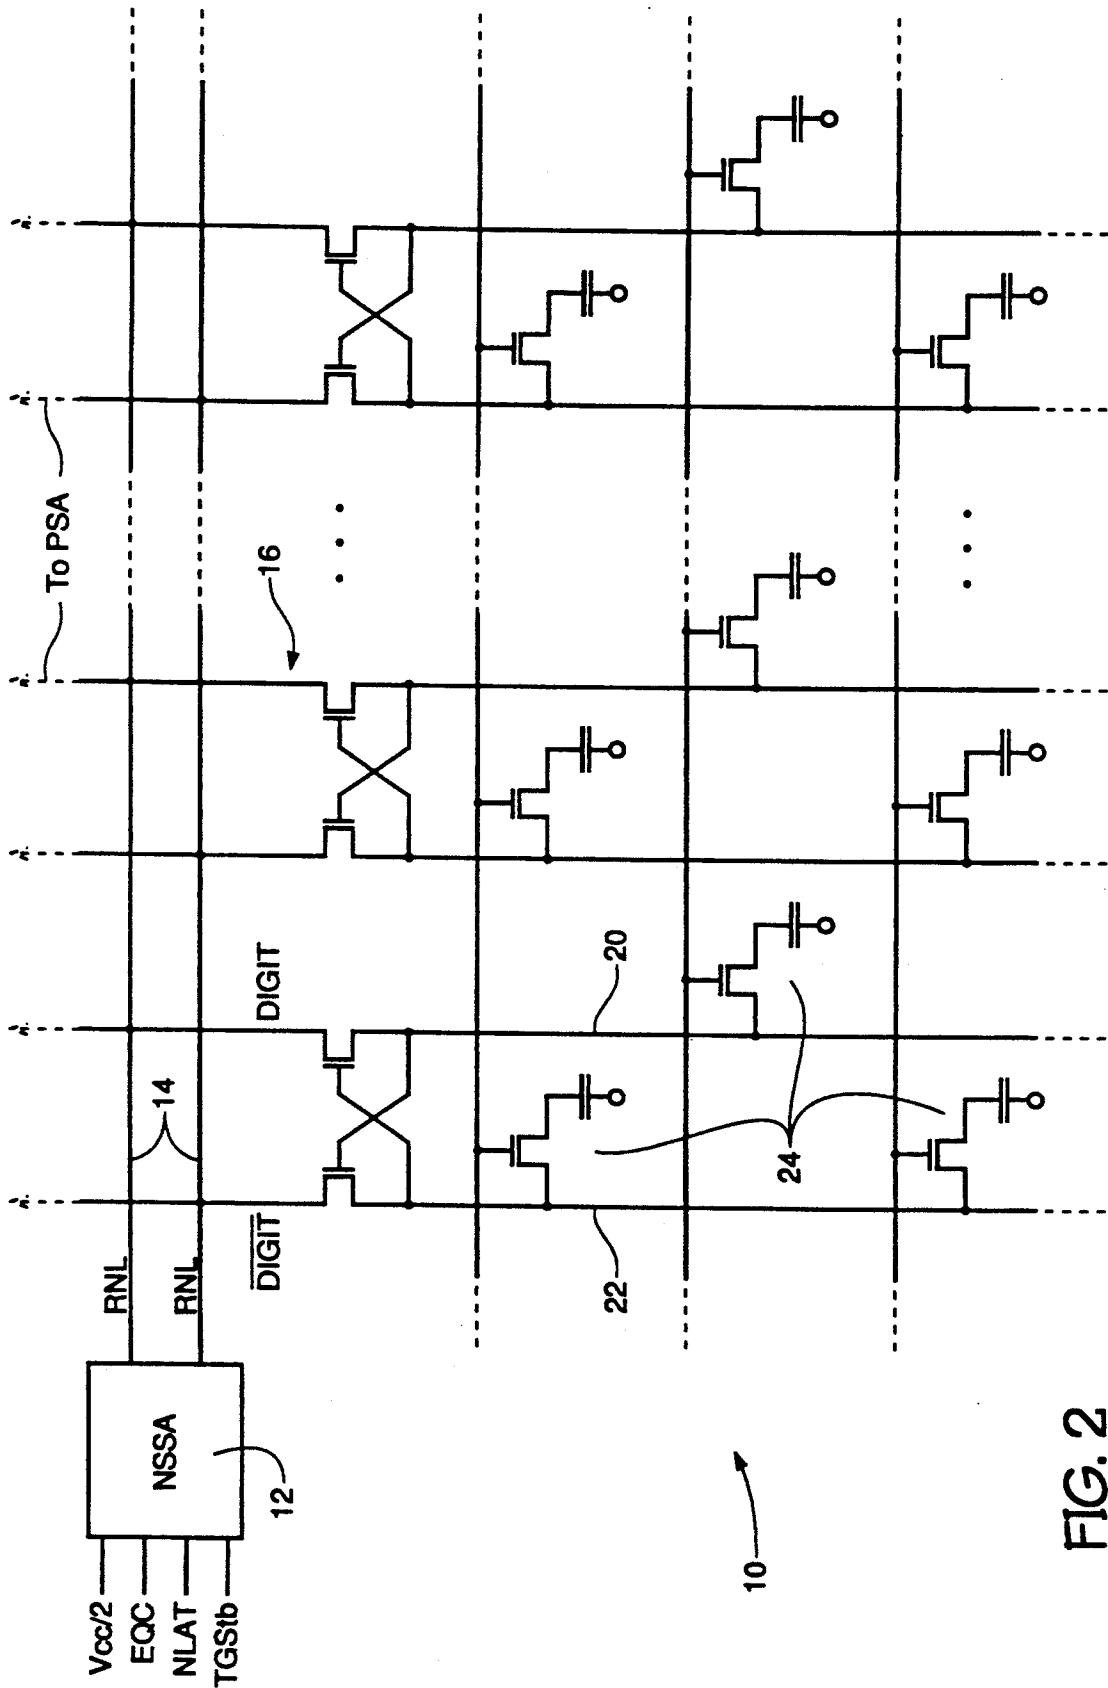 To PSA
16
14
RNL
RNL
DIGIT
DIGIT
NSSA
12
Vcc/2
EQC
NLAT
TGStb
20
22
24
10
FIG. 2